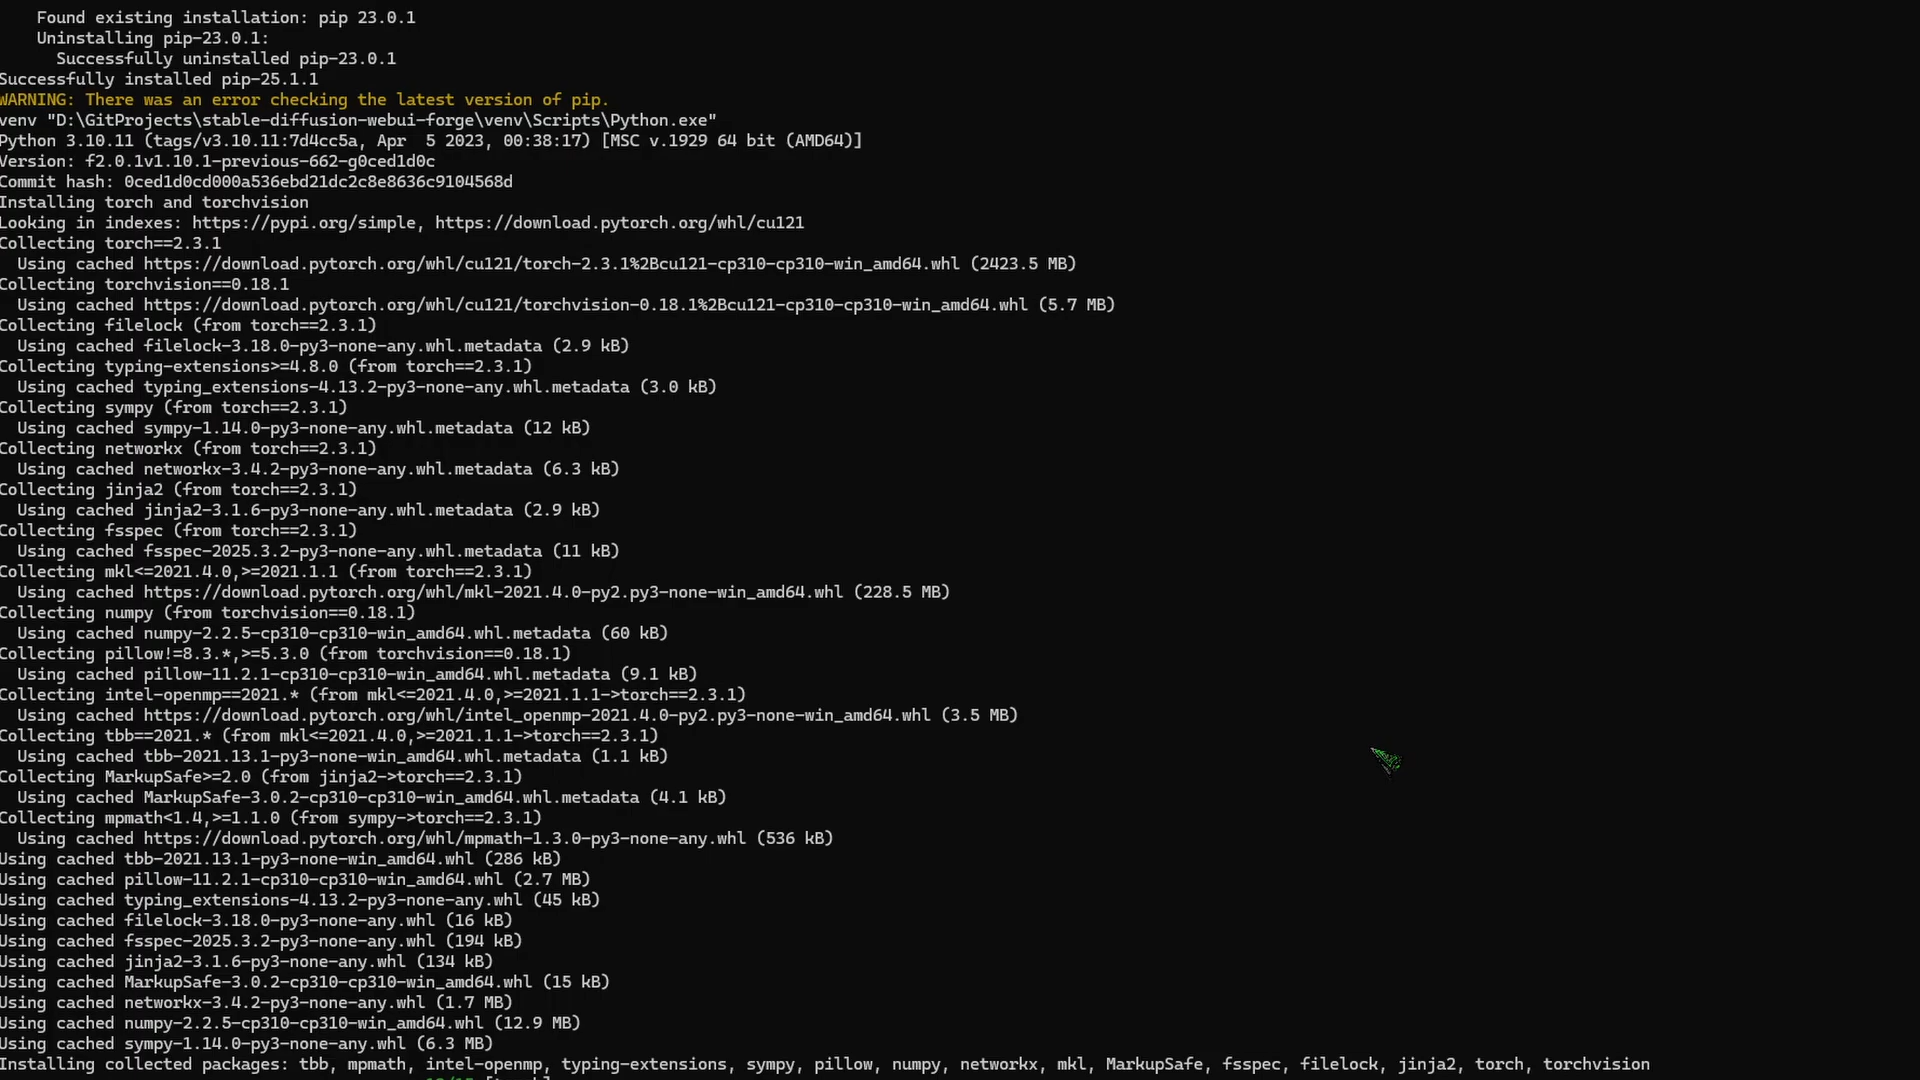 Found existing installation: pip 23.0.1
Uninstalling pip-23.0.1:
Successfully uninstalled pip-23.0.1
Successfully installed pip-25.1.1
WARNING: There was an error checking the latest version of pip.
venv "D:\GitProjects\stable-diffusion-webui-forge\venv\Scripts\Python.exe"
Python 3.10.11 (tags/v3.10.11:7d4cc5a, Apr  5 2023, 00:38:17) [MSC v.1929 64 bit (AMD64)]
Version: f2.0.1v1.10.1-previous-662-g0ced1d0c
Commit hash: 0ced1d0cd000a536ebd21dc2c8e8636c9104568d
Installing torch and torchvision
Looking in indexes: https://pypi.org/simple, https://download.pytorch.org/whl/cu121
Collecting torch==2.3.1
Using cached https://download.pytorch.org/whl/cu121/torch-2.3.1%2Bcu121-cp310-cp310-win_amd64.whl (2423.5 MB)
Collecting torchvision==0.18.1
Using cached https://download.pytorch.org/whl/cu121/torchvision-0.18.1%2Bcu121-cp310-cp310-win_amd64.whl (5.7 MB)
Collecting filelock (from torch==2.3.1)
Using cached filelock-3.18.0-py3-none-any.whl.metadata (2.9 kB)
Collecting typing-extensions>=4.8.0 (from torch==2.3.1)
Using cached typing_extensions-4.13.2-py3-none-any.whl.metadata (3.0 kB)
Collecting sympy (from torch==2.3.1)
Using cached sympy-1.14.0-py3-none-any.whl.metadata (12 kB)
Collecting networkx (from torch==2.3.1)
Using cached networkx-3.4.2-py3-none-any.whl.metadata (6.3 kB)
Collecting jinja2 (from torch==2.3.1)
Using cached jinja2-3.1.6-py3-none-any.whl.metadata (2.9 kB)
Collecting fsspec (from torch==2.3.1)
Using cached fsspec-2025.3.2-py3-none-any.whl.metadata (11 kB)
Collecting mkl<=2021.4.0,>=2021.1.1 (from torch==2.3.1)
Using cached https://download.pytorch.org/whl/mkl-2021.4.0-py2.py3-none-win_amd64.whl (228.5 MB)
Collecting numpy (from torchvision==0.18.1)
Using cached numpy-2.2.5-cp310-cp310-win_amd64.whl.metadata (60 kB)
Collecting pillow!=8.3.*,>=5.3.0 (from torchvision==0.18.1)
Using cached pillow-11.2.1-cp310-cp310-win_amd64.whl.metadata (9.1 kB)
Collecting intel-openmp==2021.* (from mkl<=2021.4.0,>=2021.1.1->torch==2.3.1)
Using cached https://download.pytorch.org/whl/intel_openmp-2021.4.0-py2.py3-none-win_amd64.whl (3.5 MB)
Collecting tbb==2021.* (from mkl<=2021.4.0,>=2021.1.1->torch==2.3.1)
Using cached tbb-2021.13.1-py3-none-win_amd64.whl.metadata (1.1 kB)
Collecting MarkupSafe>=2.0 (from jinja2->torch==2.3.1)
Using cached MarkupSafe-3.0.2-cp310-cp310-win_amd64.whl.metadata (4.1 kB)
Collecting mpmath<1.4,>=1.1.0 (from sympy->torch==2.3.1)
Using cached https://download.pytorch.org/whl/mpmath-1.3.0-py3-none-any.whl (536 kB)
Using cached tbb-2021.13.1-py3-none-win_amd64.whl (286 kB)
Using cached pillow-11.2.1-cp310-cp310-win_amd64.whl (2.7 MB)
Using cached typing_extensions-4.13.2-py3-none-any.whl (45 kB)
Using cached filelock-3.18.0-py3-none-any.whl (16 kB)
Using cached fsspec-2025.3.2-py3-none-any.whl (194 kB)
Using cached jinja2-3.1.6-py3-none-any.whl (134 kB)
Using cached MarkupSafe-3.0.2-cp310-cp310-win_amd64.whl (15 kB)
Using cached networkx-3.4.2-py3-none-any.whl (1.7 MB)
Using cached numpy-2.2.5-cp310-cp310-win_amd64.whl (12.9 MB)
Using cached sympy-1.14.0-py3-none-any.whl (6.3 MB)
Installing collected packages: tbb, mpmath, intel-openmp, typing-extensions, sympy, pillow, numpy, networkx, mkl, MarkupSafe, fsspec, filelock, jinja2, torch, torchvision